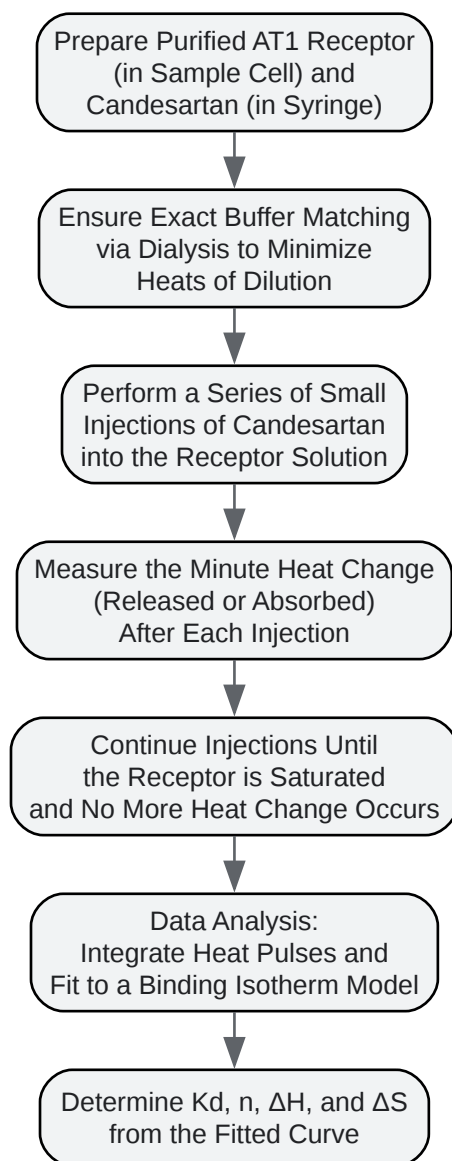 Prepare Purified AT1 Receptor
(in Sample Cell) and
Candesartan (in Syringe)
Ensure Exact Buffer Matching
via Dialysis to Minimize
Heats of Dilution
Perform a Series of Small
Injections of Candesartan
into the Receptor Solution
Measure the Minute Heat Change
(Released or Absorbed)
After Each Injection
Continue Injections Until
the Receptor is Saturated
and No More Heat Change Occurs
Data Analysis:
Integrate Heat Pulses and
Fit to a Binding Isotherm Model
Determine Kd, n, ΔH, and ΔS
from the Fitted Curve